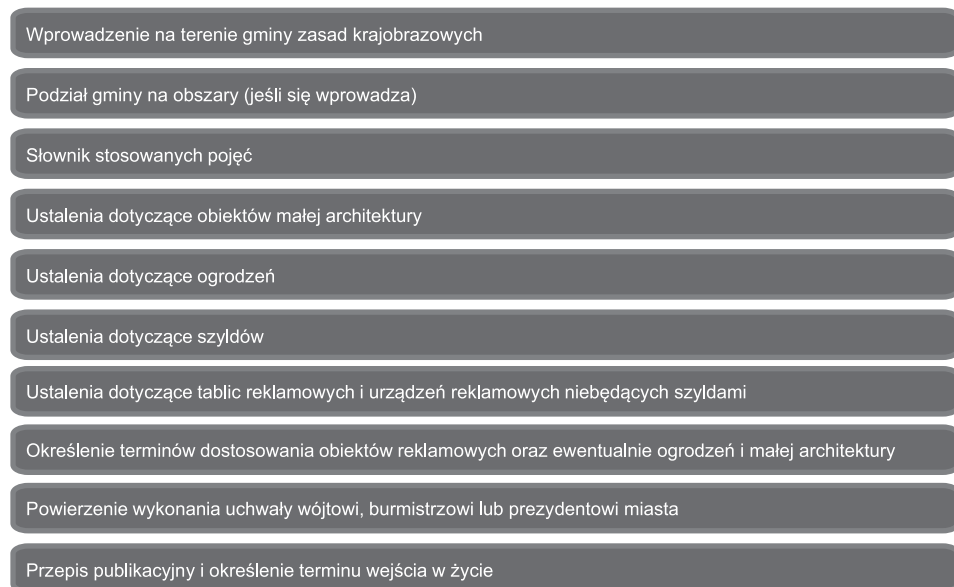 Wprowadzenie na terenie gminy zasad krajobrazowych
Podział gminy na obszary (jeśli się wprowadza)
Słownik stosowanych pojęć
Ustalenia dotyczące obiektów małej architektury
Ustalenia dotyczące ogrodzeń
Ustalenia dotyczące szyldów
Ustalenia dotyczące tablic reklamowych i urządzeń reklamowych niebędących szyldami
Określenie terminów dostosowania obiektów reklamowych oraz ewentualnie ogrodzeń i małej architektury
Powierzenie wykonania uchwały wójtowi, burmistrzowi lub prezydentowi miasta
Przepis publikacyjny i określenie terminu wejścia w życie